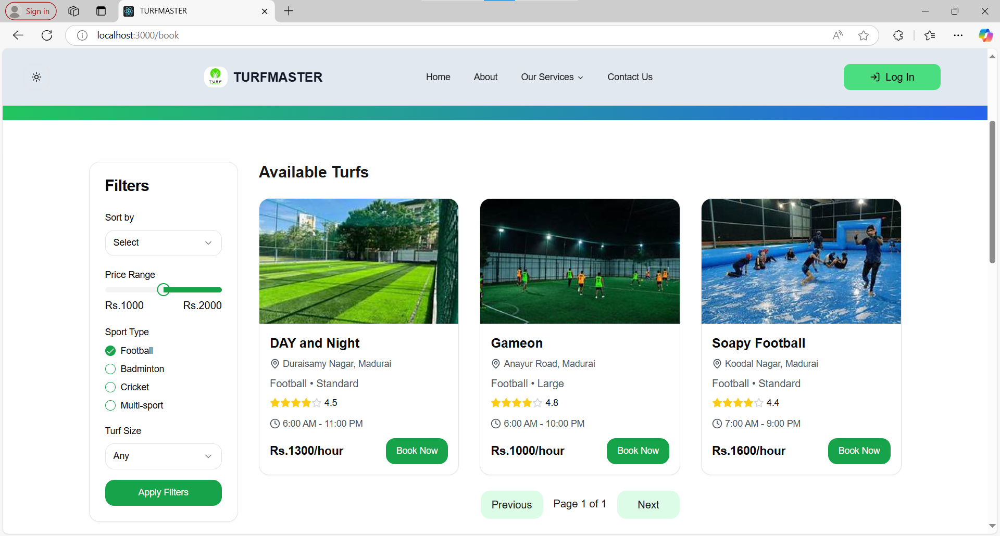 Sign in
TURFMASTER
localhost:3000/book
TURF
TURFMASTER
Home
About
Our Services
Contact Us
Log In
Filters
Sort by
Select
Price Range
Rs.1000
Rs.2000
Sport Type
Football
Badminton
Cricket
Multi-sport
Turf Size
Any
Apply Filters
Available Turfs
DAY and Night
Duraisamy Nagar, Madurai
Football • Standard
4.5
6:00 AM - 11:00 PM
Rs.1300/hour
Book Now
Gameon
Anayur Road, Madurai
Football • Large
4.8
6:00 AM - 10:00 PM
Rs.1000/hour
Book Now
Soapy Football
Koodal Nagar, Madurai
Football • Standard
4.4
7:00 AM - 9:00 PM
Rs.1600/hour
Book Now
Previous
Page 1 of 1
Next